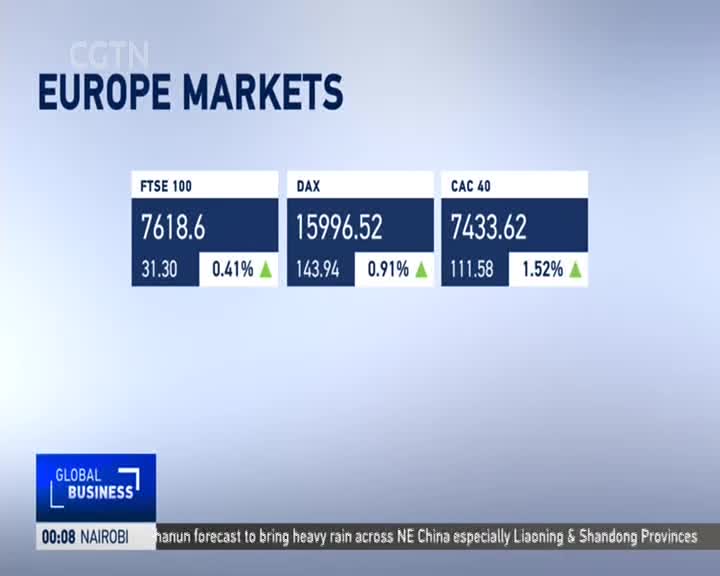 CGTN
EUROPE MARKETS
FTSE 100
7618.6
31.30 0.41%
DAX
15996.52
143.94 0.91%
CAC 40
7433.62
111.58 1.52%
GLOBAL
BUSINESS
00:08 NAIROBI
hanun forecast to bring heavy rain across NE China especially Liaoning & Shandong Provinces